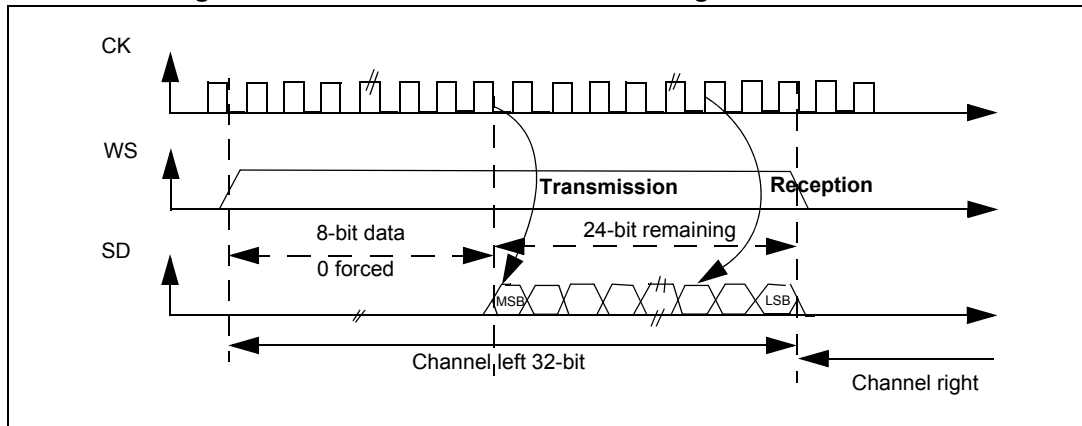 CK
WS
Transmission
Reception
8-bit data
24-bit remaining
SD
0 forced
MSB
LSB
Channel left 32-bit
Channel right